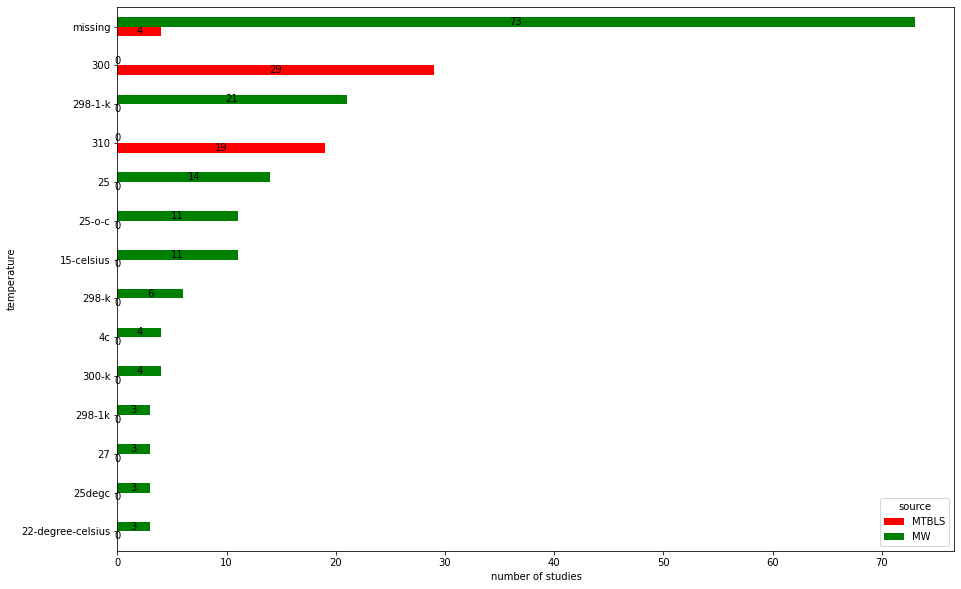 missing
73
4
300
0
29
298-1-k
21
0
310
0
19
25
14
0
25-o-c
11
0
15-celsius
11
0
298-k
6
0
4c
4
0
300-k
4
0
298-1k
3
0
27
3
0
25degc
3
0
22-degree-celsius
3
0
temperature
0 10 20 30 40 50 60 70
number of studies
source
MTBLS
MW